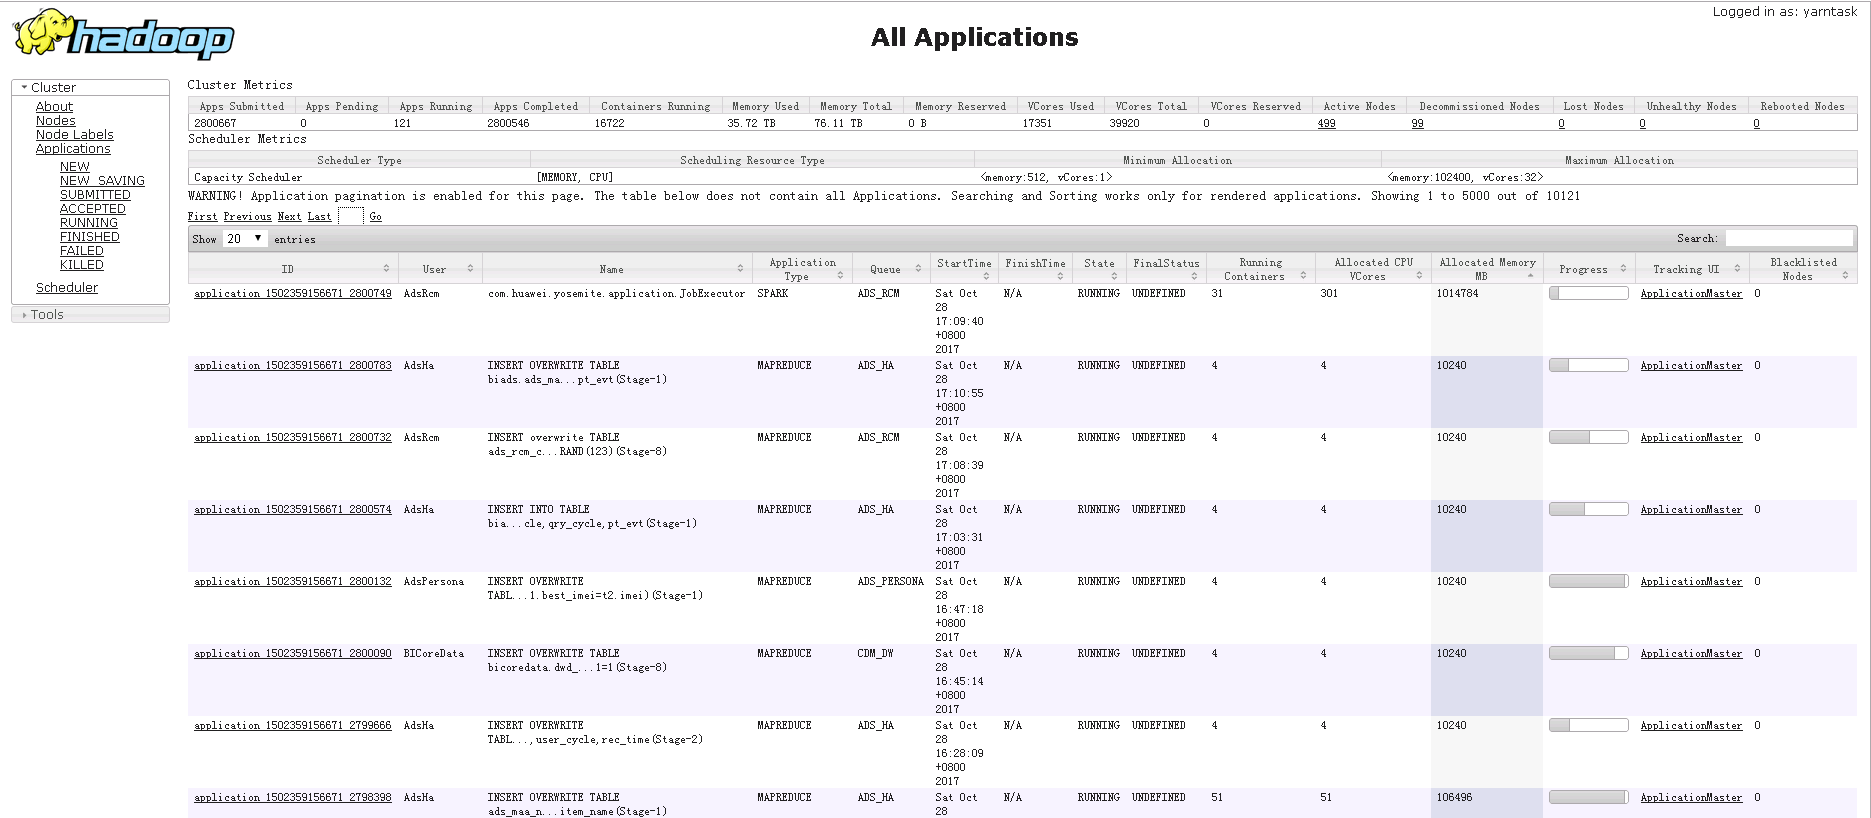 Logged in as: yarntask
hadoop
All Applications
Cluster
About
Nodes
Node Labels
Applications
NEW
NEW_SAVING
SUBMITTED
ACCEPTED
RUNNING
FINISHED
FAILED
KILLED
Scheduler
Tools
Cluster Metrics
Apps Submitted Apps Pending Apps Running Apps Completed Containers Running Memory Used Memory Total Memory Reserved VCores Used VCores Total VCores Reserved Active Nodes Decommissioned Nodes Lost Nodes Unhealthy Nodes Rebooted Nodes
2800667 0 121 2800546 16722 35.72 TB 76.11 TB 0 B 17351 39920 0 499 99 0 0 0
Scheduler Metrics
Scheduler Type Scheduling Resource Type Minimum Allocation Maximum Allocation
Capacity Scheduler [MEMORY, CPU] <memory:512, vCores:1> <memory:102400, vCores:32>
WARNING! Application pagination is enabled for this page. The table below does not contain all Applications. Searching and Sorting works only for rendered applications. Showing 1 to 5000 out of 10121
First Previous Next Last Go
Show 20 entries Search:
ID User Name Application Type Queue StartTime FinishTime State FinalStatus Running Containers Allocated CPU VCores Allocated Memory MB Progress Tracking UI Blacklisted Nodes
application_1502359156671_2800749 AdsRcm com.huawei.yosemite.application.JobExecutor SPARK ADS_RCM Sat Oct N/A RUNNING UNDEFINED 31 301 1014784 ApplicationMaster 0
28
17:09:40
+0800
2017
application_1502359156671_2800783 AdsHa INSERT OVERWRITE TABLE MAPREDUCE ADS_HA Sat Oct N/A RUNNING UNDEFINED 4 4 10240 ApplicationMaster 0
biads.ads_ma...pt_evt(Stage-1) 28
17:10:55
+0800
2017
application_1502359156671_2800732 AdsRcm INSERT overwrite TABLE MAPREDUCE ADS_RCM Sat Oct N/A RUNNING UNDEFINED 4 4 10240 ApplicationMaster 0
ads_rcm_c...RAND(123)(Stage-8) 28
17:08:39
+0800
2017
application_1502359156671_2800574 AdsHa INSERT INTO TABLE MAPREDUCE ADS_HA Sat Oct N/A RUNNING UNDEFINED 4 4 10240 ApplicationMaster 0
bia...cle,qry_cycle,pt_evt(Stage-1) 28
17:03:31
+0800
2017
application_1502359156671_2800132 AdsPersona INSERT OVERWRITE MAPREDUCE ADS_PERSONA Sat Oct N/A RUNNING UNDEFINED 4 4 10240 ApplicationMaster 0
TABL...1.best_imei=t2.imei)(Stage-1) 28
16:47:18
+0800
2017
application_1502359156671_2800090 BICoreData INSERT OVERWRITE TABLE MAPREDUCE CDM_DW Sat Oct N/A RUNNING UNDEFINED 4 4 10240 ApplicationMaster 0
bicoredata.dwd_...1=1(Stage-8) 28
16:45:14
+0800
2017
application_1502359156671_2799666 AdsHa INSERT OVERWRITE MAPREDUCE ADS_HA Sat Oct N/A RUNNING UNDEFINED 4 4 10240 ApplicationMaster 0
TABL...,user_cycle,rec_time(Stage-2) 28
16:28:09
+0800
2017
application_1502359156671_2798398 AdsHa INSERT OVERWRITE TABLE MAPREDUCE ADS_HA Sat Oct N/A RUNNING UNDEFINED 51 51 106496 ApplicationMaster 0
ads_maa_n...item_name(Stage-1) 28